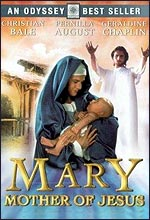 AN ODYSSEY BEST SELLER
CHRISTIAN BALE PERNILLA AUGUST GERALDINE CHAPLIN
MARY
MOTHER OF JESUS